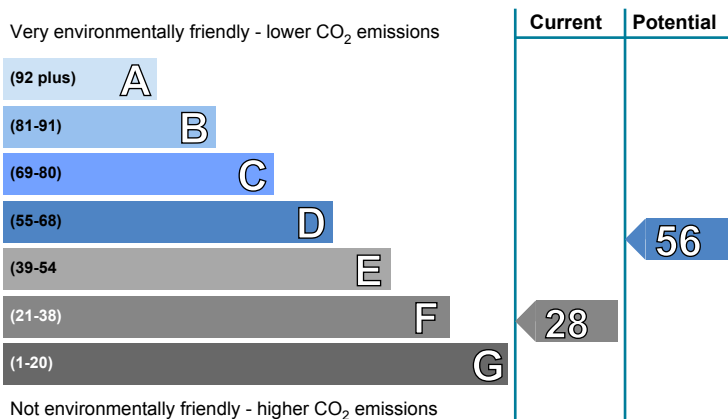 Current Potential
Very environmentally friendly - lower CO2 emissions
(92 plus) A
(81-91) B
(69-80) C
(55-68) D
56
(39-54 E
(21-38) F 28
(1-20) G
Not environmentally friendly - higher CO2 emissions